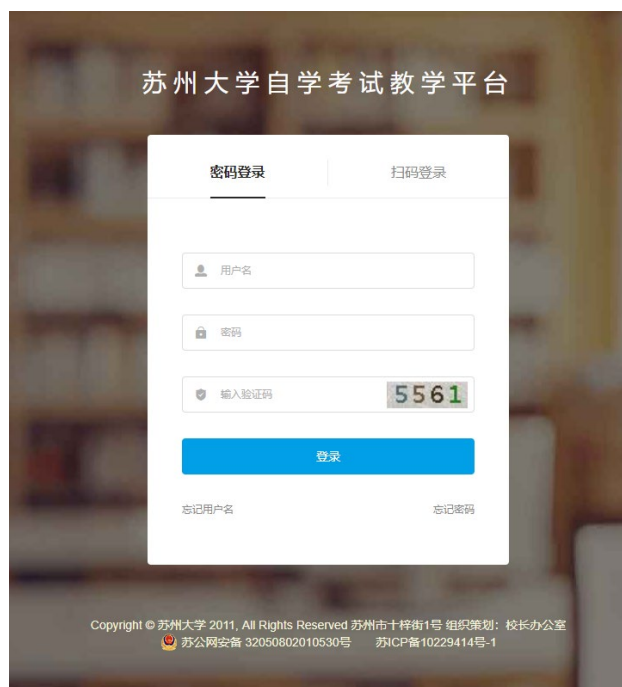 苏州大学自学考试教学平台
密码登录 扫码登录
用户名
密码
输入验证码 5561
登录
忘记用户名 忘记密码
Copyright © 苏州大学 2011, All Rights Reserved 苏州市十梓街1号 组织策划：校长办公室
苏公网安备 32050802010530号 苏ICP备10229414号-1